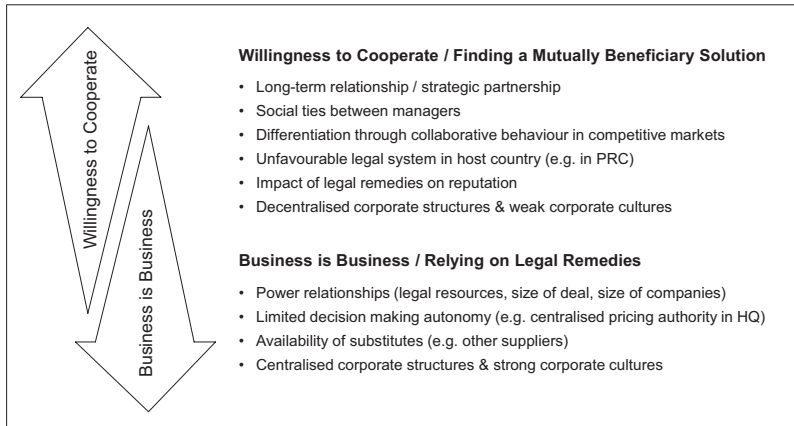 Willingness to Cooperate
Business is Business
Willingness to Cooperate / Finding a Mutually Beneficiary Solution
• Long-term relationship / strategic partnership
• Social ties between managers
• Differentiation through collaborative behaviour in competitive markets
• Unfavourable legal system in host country (e.g. in PRC)
• Impact of legal remedies on reputation
• Decentralised corporate structures & weak corporate cultures
Business is Business / Relying on Legal Remedies
• Power relationships (legal resources, size of deal, size of companies)
• Limited decision making autonomy (e.g. centralised pricing authority in HQ)
• Availability of substitutes (e.g. other suppliers)
• Centralised corporate structures & strong corporate cultures